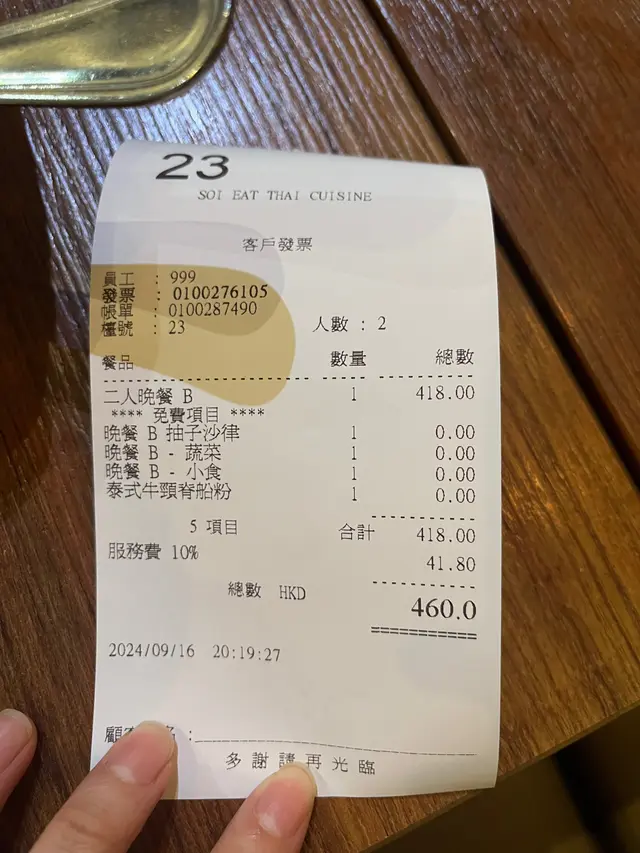 23
SOI EAT THAI CUISINE
客戶發票
員工 : 999
發票 : 0100276105
帳單 : 0100287490
檯號 : 23 人數 : 2
餐品 數量 總數
二人晚餐 B 1 418.00
**** 免費項目 ****
晚餐 B 抽子沙律 1 0.00
晚餐 B - 蔬菜 1 0.00
晚餐 B - 小食 1 0.00
泰式牛頸脊船粉 1 0.00
5 項目 合計 418.00
服務費 10% 41.80
總數 HKD 460.0
2024/09/16 20:19:27
多謝請再光臨